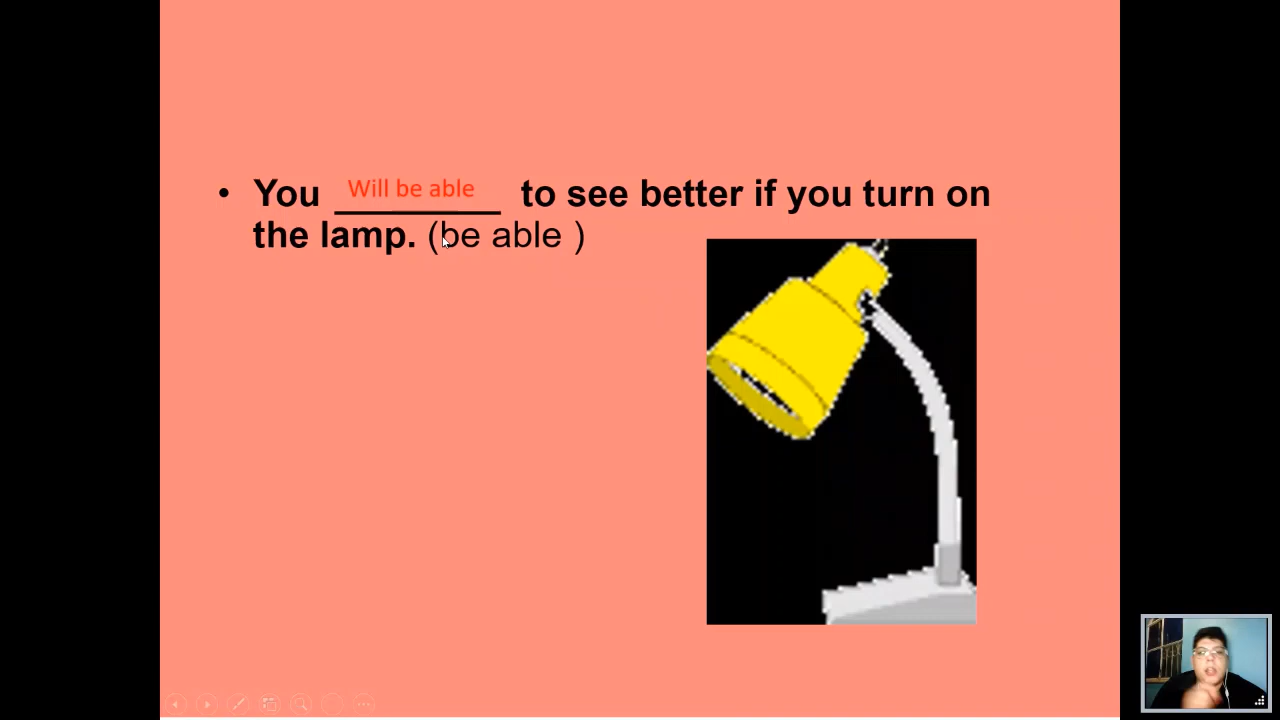 • You Will be able to see better if you turn on
the lamp. (be able )